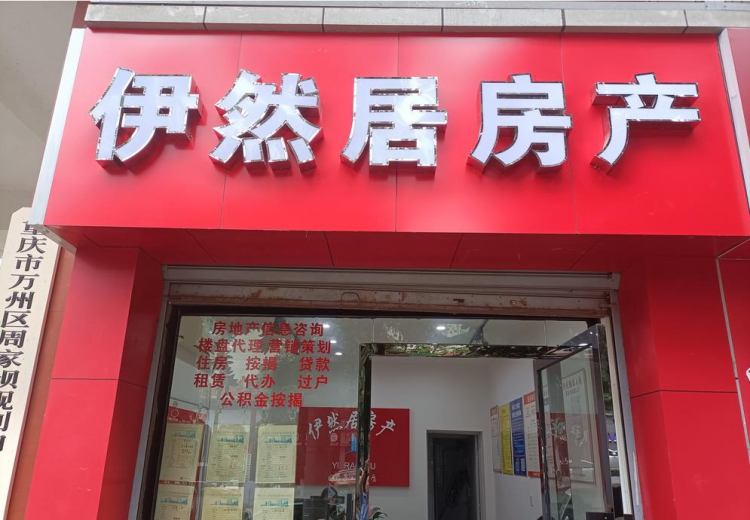 伊然居房产
重庆市万州区周家坝规划
房地产信息咨询
楼盘代理 营销策划
住房 按揭 贷款
租赁 代办 过户
公积金按揭
伊然居房产